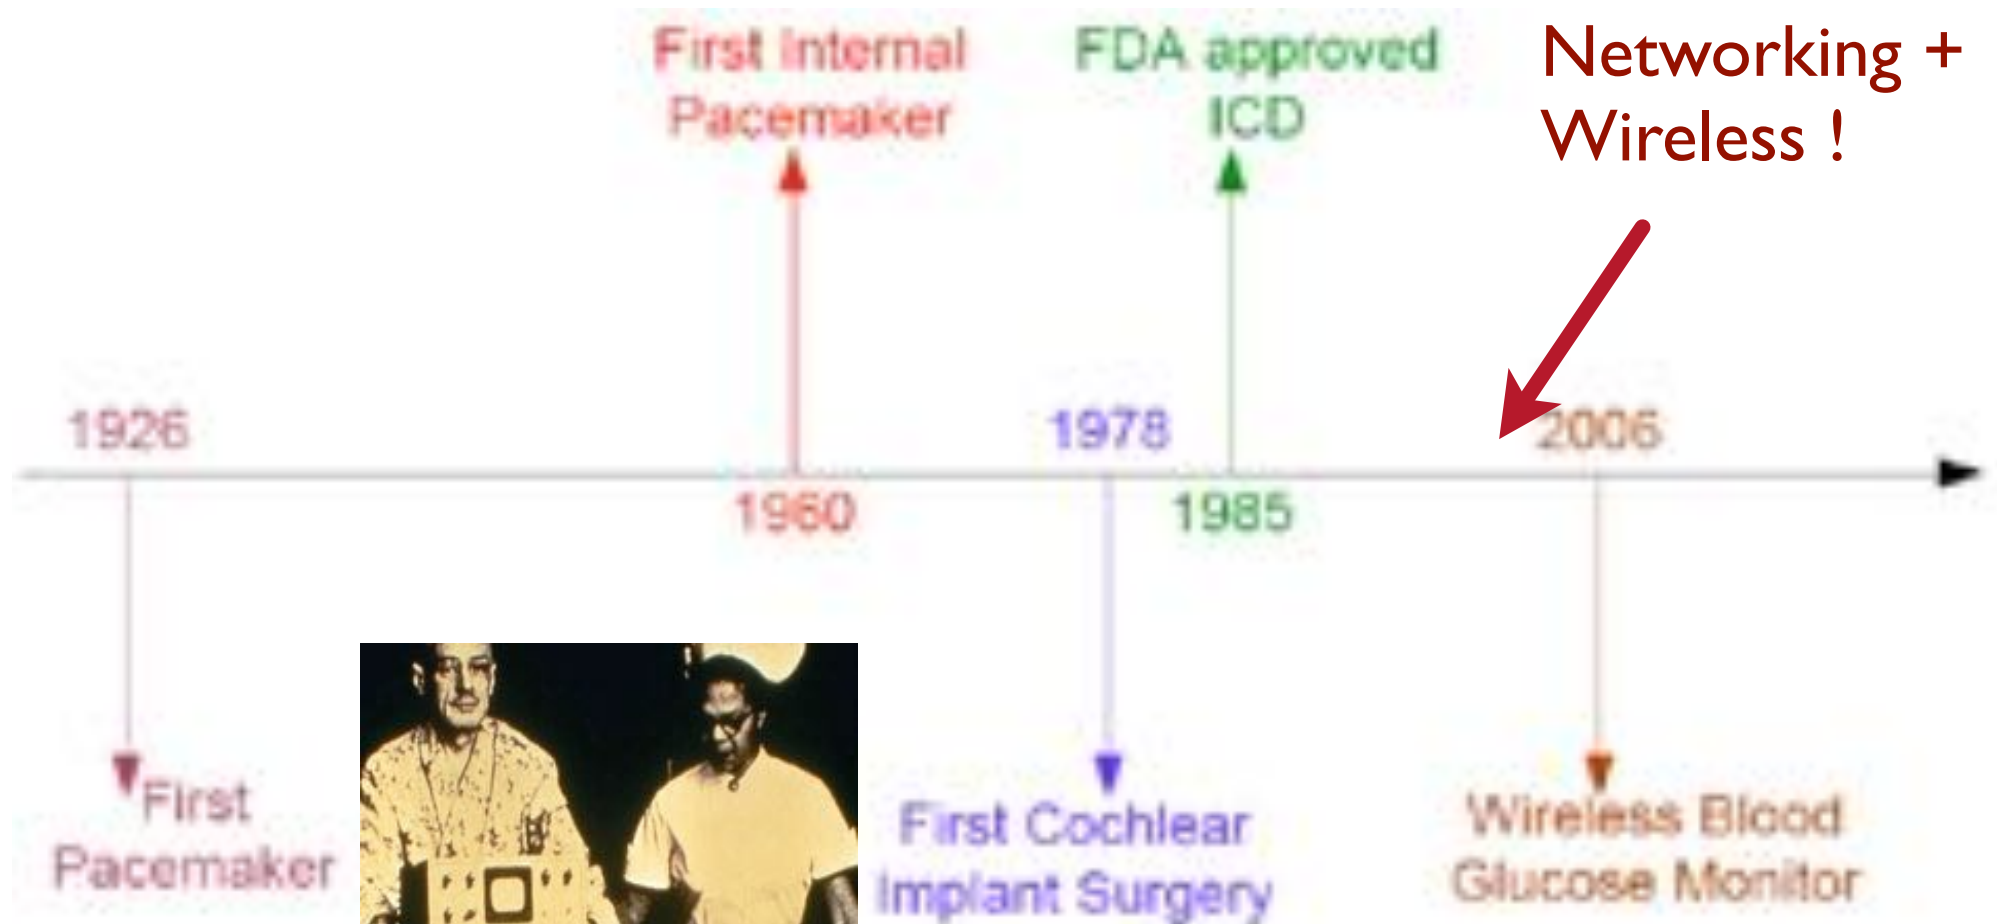 First Internal
Pacemaker
FDA approved
ICD
Networking +
Wireless !
1926
1978
2006
1960
1985
First
Pacemaker
First Cochlear
Implant Surgery
Wireless Blood
Glucose Monitor